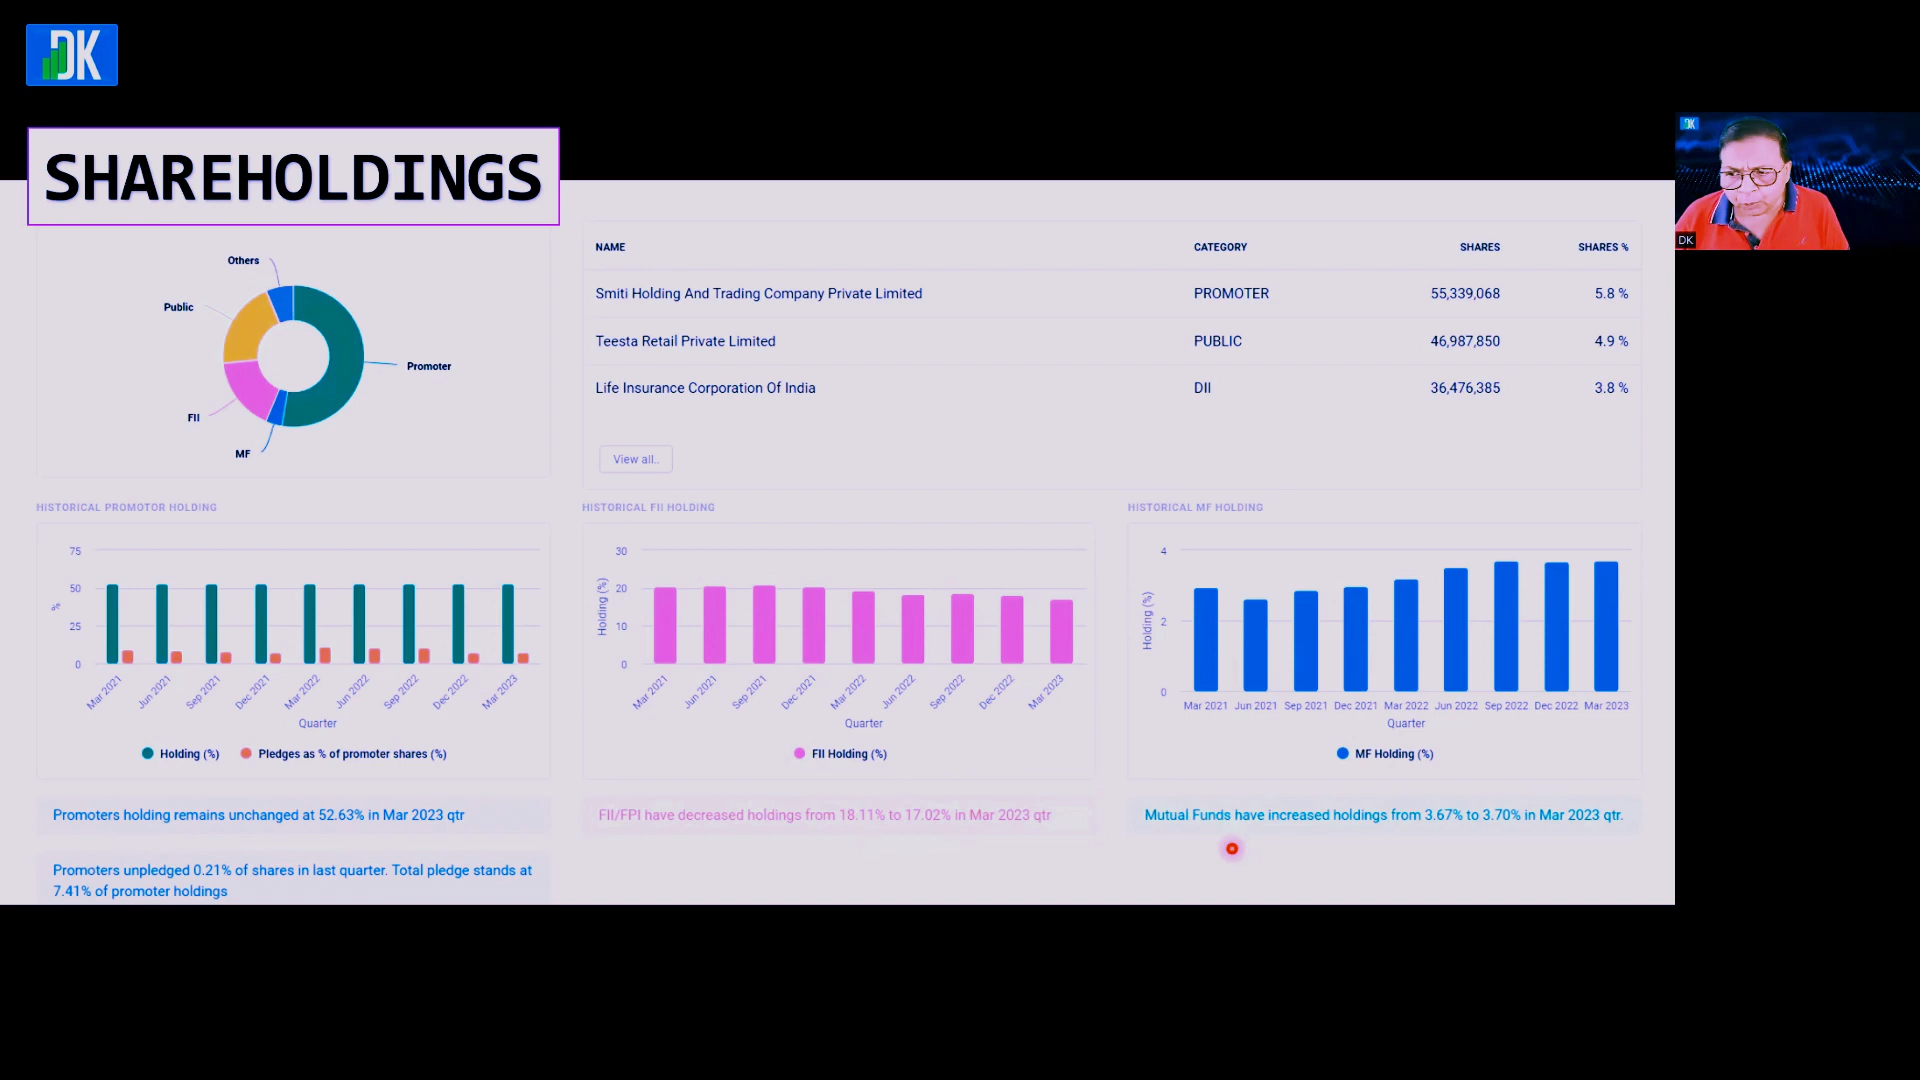 DK
SHAREHOLDINGS
DK
DK
Others
Public
Promoter
FII
MF
NAME CATEGORY SHARES SHARES %
Smiti Holding And Trading Company Private Limited PROMOTER 55,339,068 5.8 %
Teesta Retail Private Limited PUBLIC 46,987,850 4.9 %
Life Insurance Corporation Of India DII 36,476,385 3.8 %
View all..
HISTORICAL PROMOTOR HOLDING
75
50
25
0
%
Mar 2021 Jun 2021 Sep 2021 Dec 2021 Mar 2022 Jun 2022 Sep 2022 Dec 2022 Mar 2023
Quarter
Holding (%) Pledges as % of promoter shares (%)
Promoters holding remains unchanged at 52.63% in Mar 2023 qtr
Promoters unpledged 0.21% of shares in last quarter. Total pledge stands at
7.41% of promoter holdings
HISTORICAL FII HOLDING
30
20
10
0
Holding (%)
Mar 2021 Jun 2021 Sep 2021 Dec 2021 Mar 2022 Jun 2022 Sep 2022 Dec 2022 Mar 2023
Quarter
FII Holding (%)
FII/FPI have decreased holdings from 18.11% to 17.02% in Mar 2023 qtr
HISTORICAL MF HOLDING
4
2
0
Holding (%)
Mar 2021 Jun 2021 Sep 2021 Dec 2021 Mar 2022 Jun 2022 Sep 2022 Dec 2022 Mar 2023
Quarter
MF Holding (%)
Mutual Funds have increased holdings from 3.67% to 3.70% in Mar 2023 qtr.